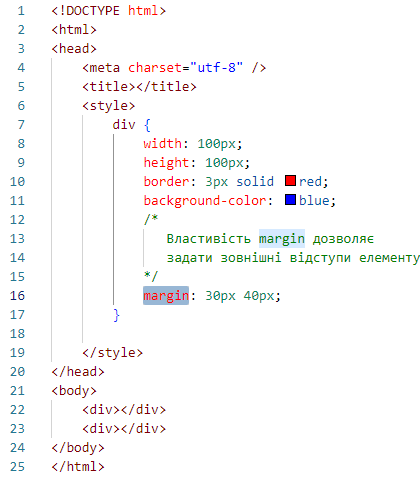 1 <!DOCTYPE html>
2 <html>
3 <head>
4 <meta charset="utf-8" />
5 <title></title>
6 <style>
7 div {
8 width: 100px;
9 height: 100px;
10 border: 3px solid red;
11 background-color: blue;
12 /*
13 Властивість margin дозволяє
14 задати зовнішні відступи елементу
15 */
16 margin: 30px 40px;
17 }
18
19 </style>
20 </head>
21 <body>
22 <div></div>
23 <div></div>
24 </body>
25 </html>